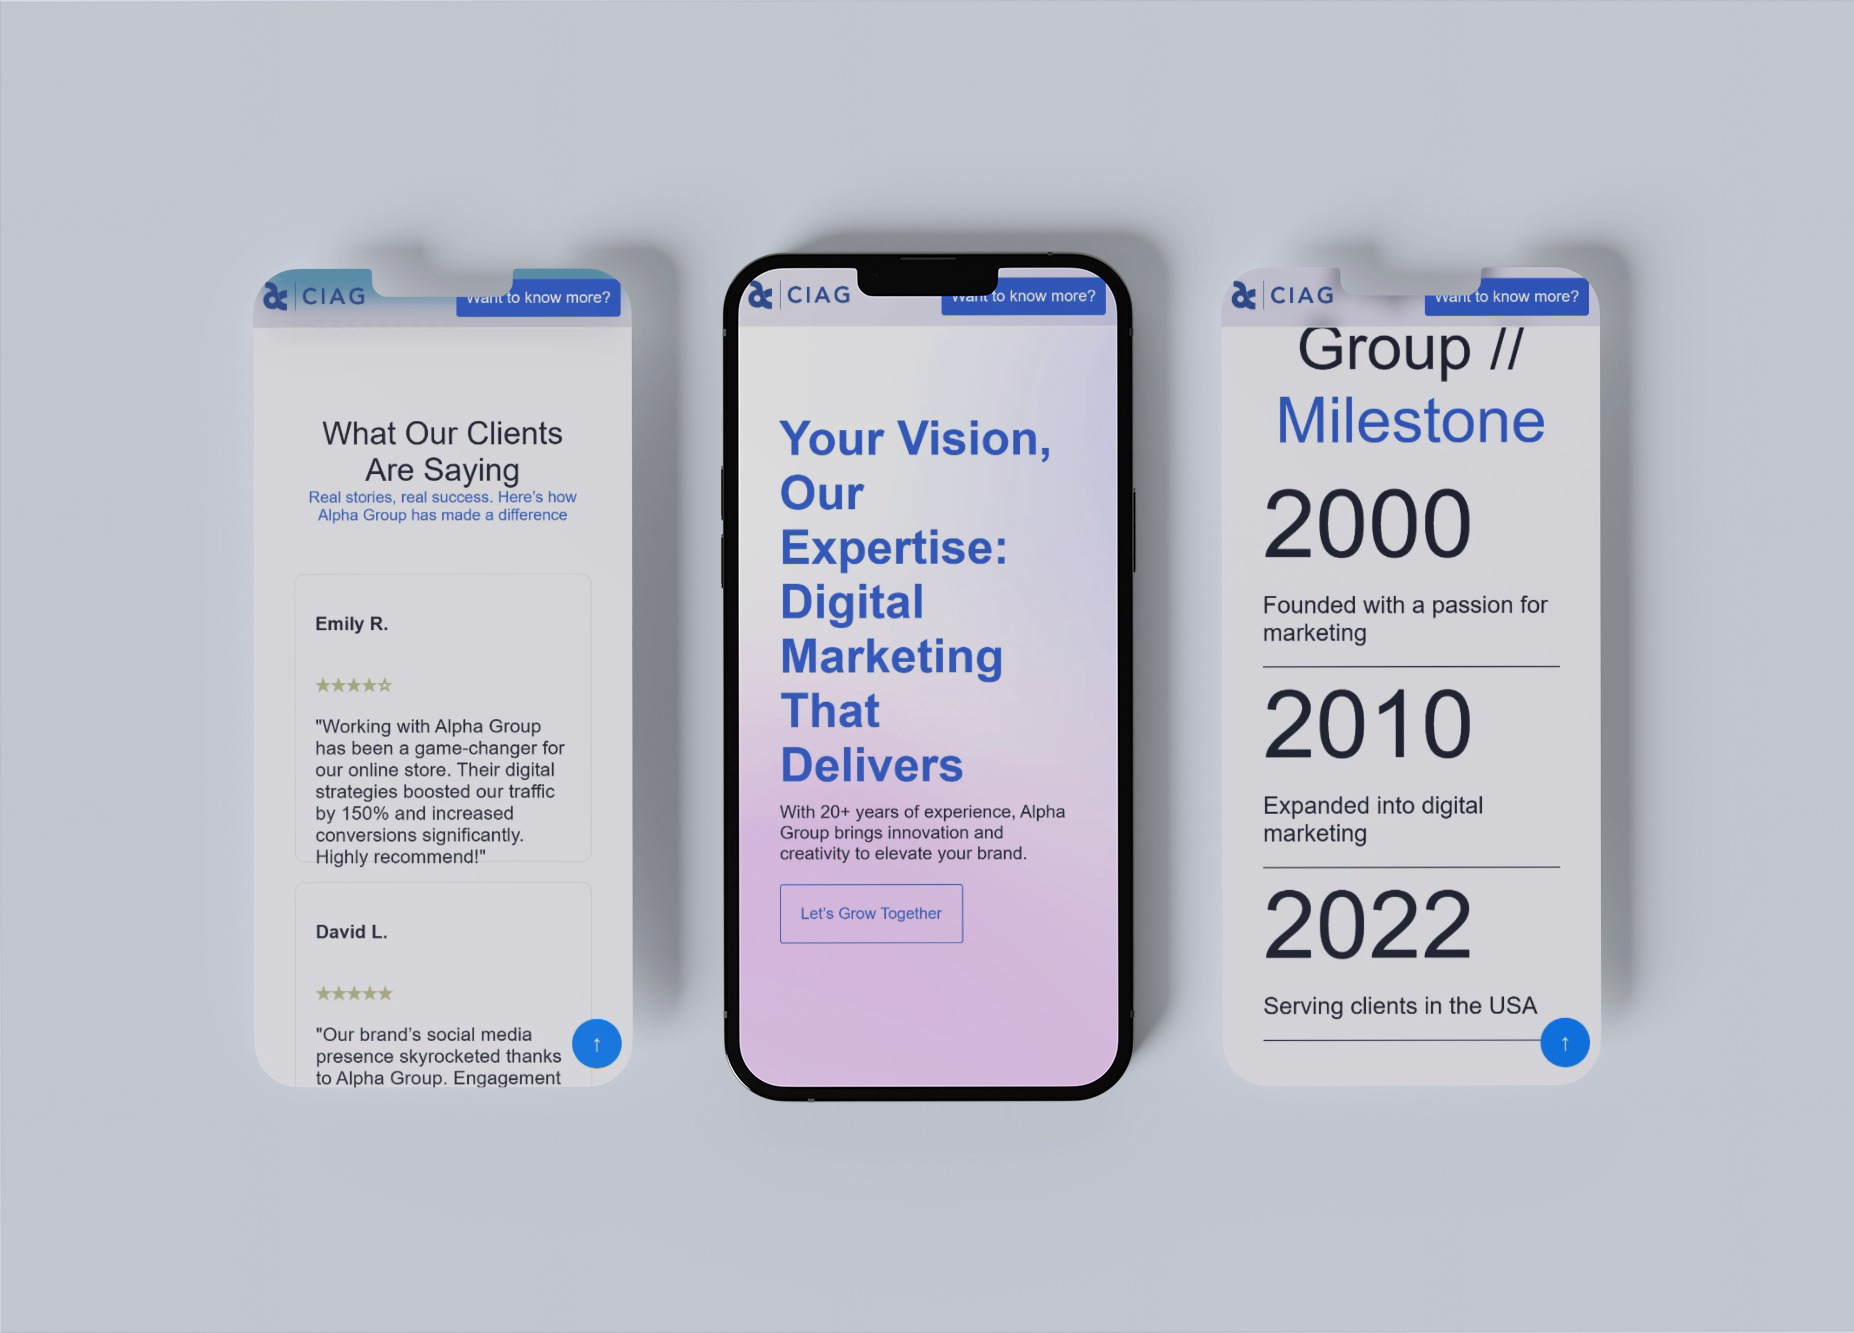 CIAG
Want to know more?
What Our Clients
Are Saying
Real stories, real success. Here's how
Alpha Group has made a difference
Emily R.
★★★★☆
"Working with Alpha Group
has been a game-changer for
our online store. Their digital
strategies boosted our traffic
by 150% and increased
conversions significantly.
Highly recommend!"
David L.
★★★★★
"Our brand’s social media
presence skyrocketed thanks
to Alpha Group. Engagement
↑
CIAG
Want to know more?
Your Vision,
Our
Expertise:
Digital
Marketing
That
Delivers
With 20+ years of experience, Alpha
Group brings innovation and
creativity to elevate your brand.
Let’s Grow Together
CIAG
Want to know more?
Group //
Milestone
2000
Founded with a passion for
marketing
2010
Expanded into digital
marketing
2022
Serving clients in the USA
↑